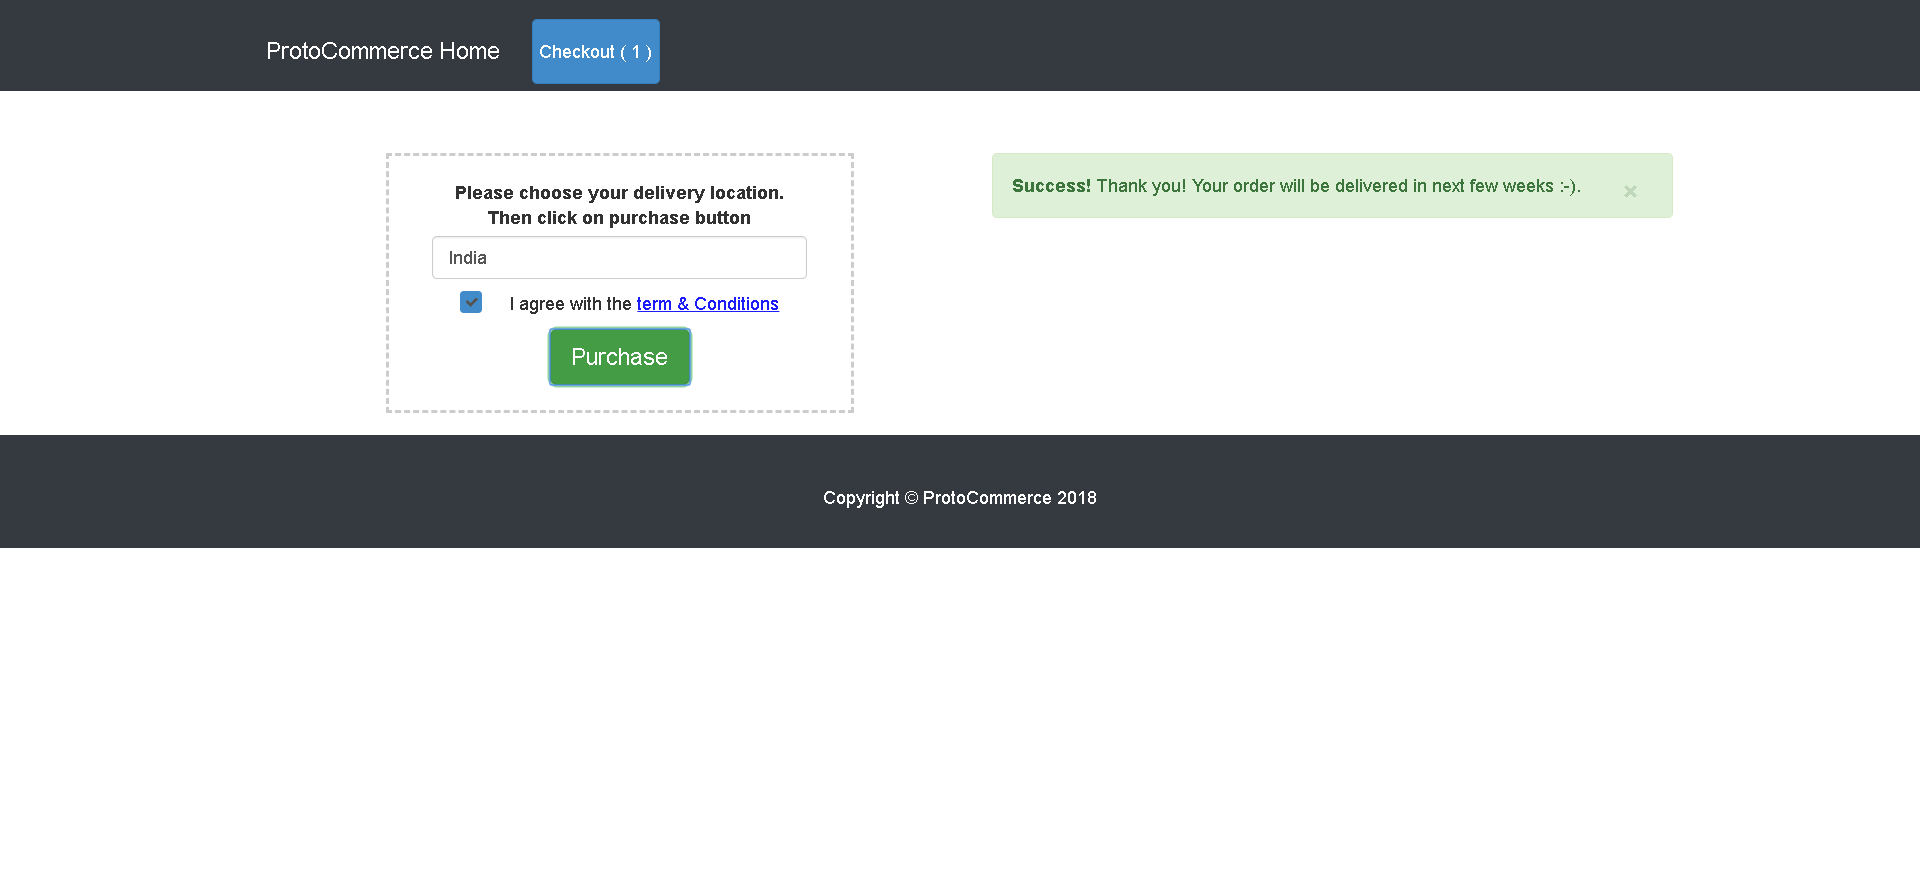 ProtoCommerce Home
Checkout ( 1 )
Please choose your delivery location.
Then click on purchase button
India
I agree with the term & Conditions
Purchase
Success! Thank you! Your order will be delivered in next few weeks :-).
×
Copyright © ProtoCommerce 2018